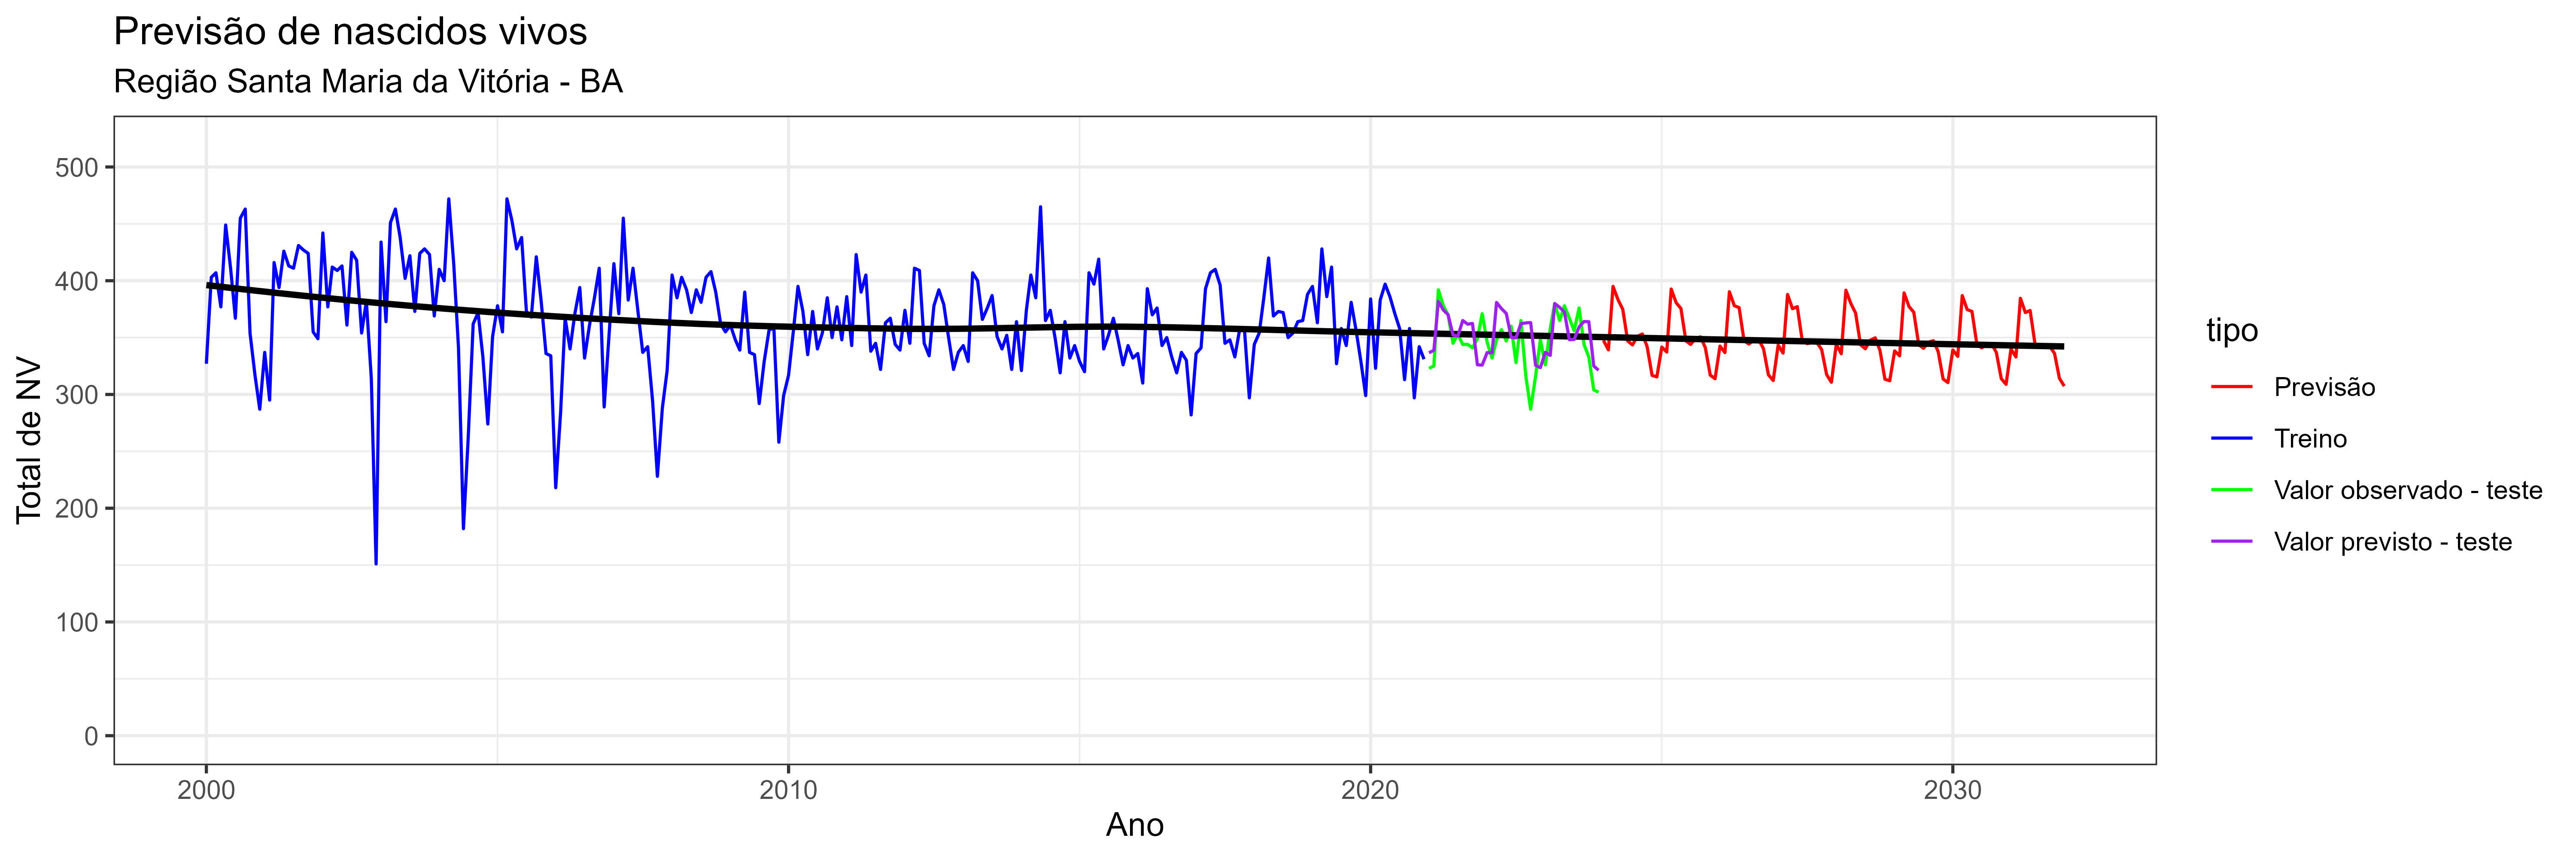 Previsão de nascidos vivos
Região Santa Maria da Vitória - BA
Total de NV
500
400
300
200
100
0
2000
2010
2020
2030
Ano
tipo
Previsão
Treino
Valor observado - teste
Valor previsto - teste